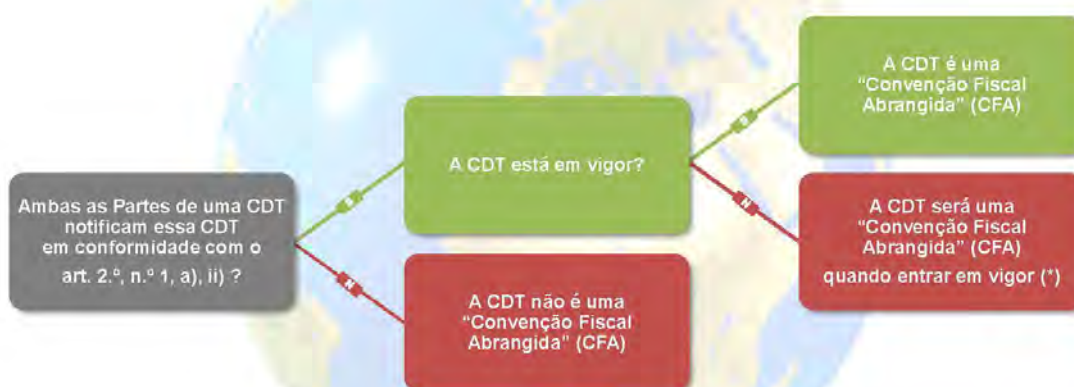 Ambas as Partes de uma CDT
notificam essa CDT
em conformidade com o
art. 2.º, n.º 1, a), ii) ?
S
N
A CDT está em vigor?
A CDT não é uma
“Convenção Fiscal
Abrangida” (CFA)
S
N
A CDT é uma
“Convenção Fiscal
Abrangida” (CFA)
A CDT será uma
“Convenção Fiscal
Abrangida” (CFA)
quando entrar em vigor (*)